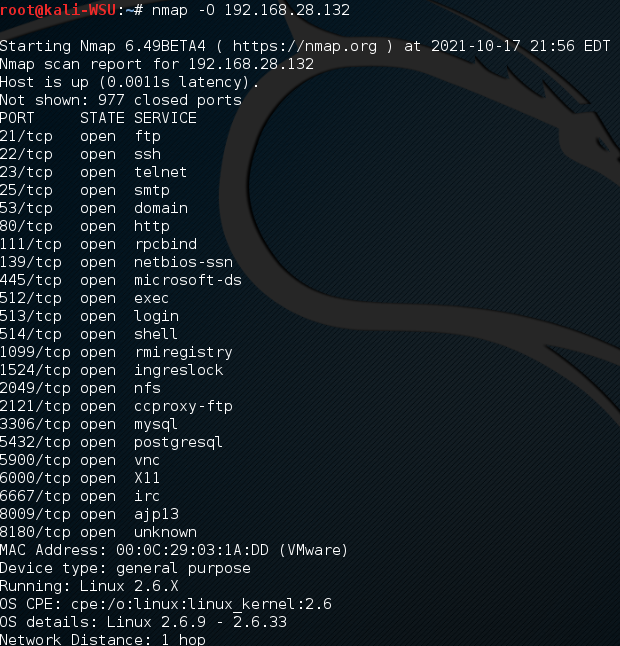 root@kali-WSU:~# nmap -O 192.168.28.132
Starting Nmap 6.49BETA4 ( https://nmap.org ) at 2021-10-17 21:56 EDT
Nmap scan report for 192.168.28.132
Host is up (0.0011s latency).
Not shown: 977 closed ports
PORT     STATE SERVICE
21/tcp   open  ftp
22/tcp   open  ssh
23/tcp   open  telnet
25/tcp   open  smtp
53/tcp   open  domain
80/tcp   open  http
111/tcp  open  rpcbind
139/tcp  open  netbios-ssn
445/tcp  open  microsoft-ds
512/tcp  open  exec
513/tcp  open  login
514/tcp  open  shell
1099/tcp open  rmiregistry
1524/tcp open  ingreslock
2049/tcp open  nfs
2121/tcp open  ccproxy-ftp
3306/tcp open  mysql
5432/tcp open  postgresql
5900/tcp open  vnc
6000/tcp open  X11
6667/tcp open  irc
8009/tcp open  ajp13
8180/tcp open  unknown
MAC Address: 00:0C:29:03:1A:DD (VMware)
Device type: general purpose
Running: Linux 2.6.X
OS CPE: cpe:/o:linux:linux_kernel:2.6
OS details: Linux 2.6.9 - 2.6.33
Network Distance: 1 hop